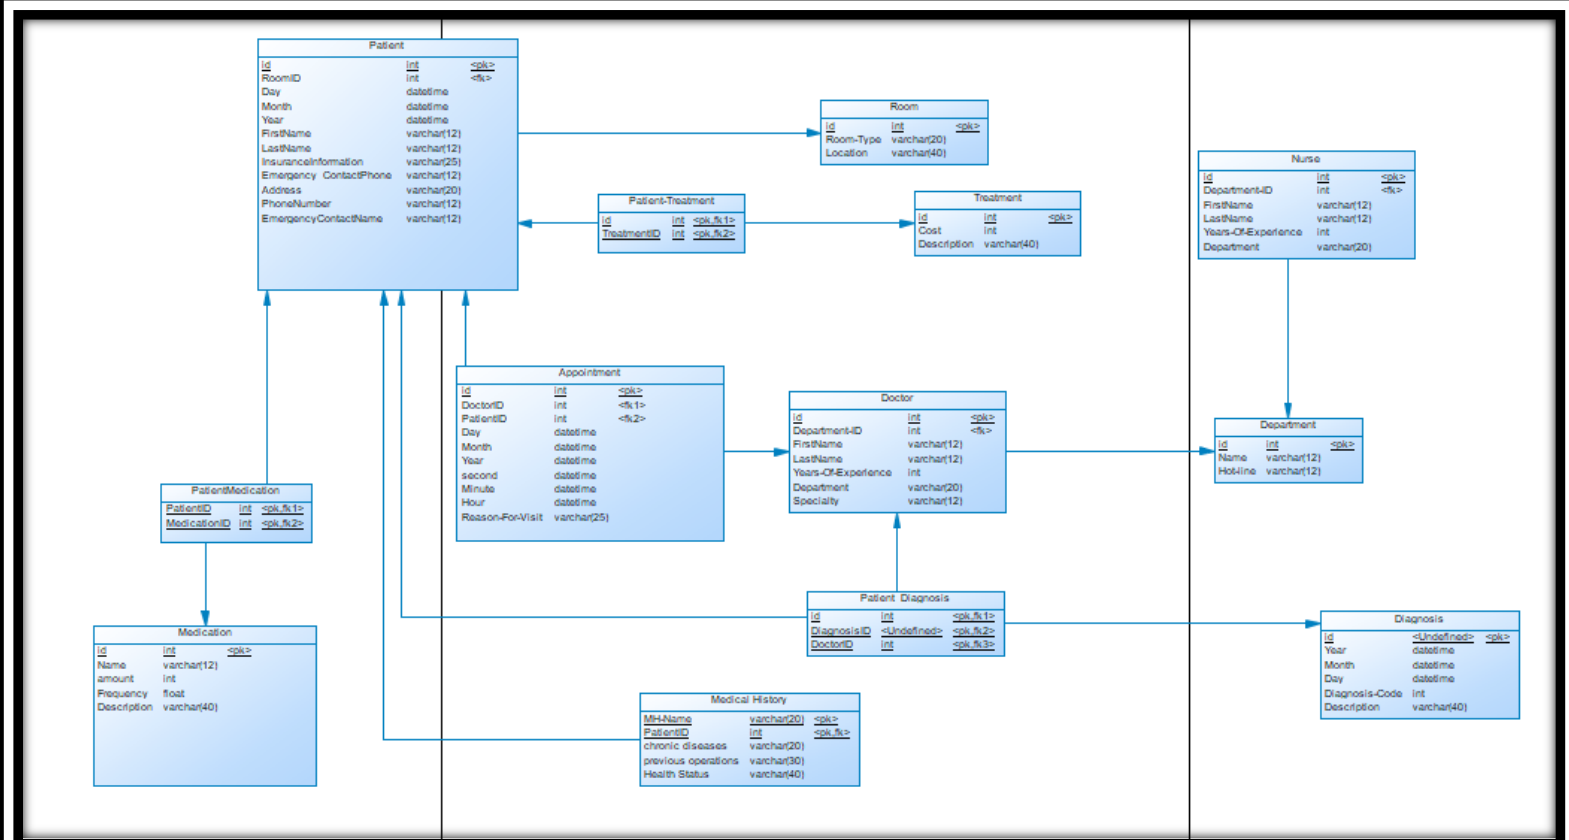 Patient
id int <pk>
RoomID int <fk>
Day datetime
Month datetime
Year datetime
FirstName varchar(12)
LastName varchar(12)
InsuranceInformation varchar(25)
Emergency ContactPhone varchar(12)
Address varchar(20)
PhoneNumber varchar(12)
EmergencyContactName varchar(12)
Room
id int <pk>
Room-Type varchar(20)
Location varchar(40)
Nurse
id int <pk>
Department-ID int <fk>
FirstName varchar(12)
LastName varchar(12)
Years-Of-Experience int
Department varchar(20)
Patient-Treatment
id int <pk,fk1>
TreatmentID int <pk,fk2>
Treatment
id int <pk>
Cost int
Description varchar(40)
Appointment
id int <pk>
DoctorID int <fk1>
PatientID int <fk2>
Day datetime
Month datetime
Year datetime
second datetime
Minute datetime
Hour datetime
Reason-For-Visit varchar(25)
Doctor
id int <pk>
Department-ID int <fk>
FirstName varchar(12)
LastName varchar(12)
Years-Of-Experience int
Department varchar(20)
Specialty varchar(12)
Department
id int <pk>
Name varchar(12)
Hot-line varchar(12)
PatientMedication
PatientID int <pk,fk1>
MedicationID int <pk,fk2>
Patient Diagnosis
id int <pk,fk1>
DiagnosisID <Undefined> <pk,fk2>
DoctorID int <pk,fk3>
Diagnosis
id <Undefined> <pk>
Year datetime
Month datetime
Day datetime
Diagnosis-Code int
Description varchar(40)
Medication
id int <pk>
Name varchar(12)
amount int
Frequency float
Description varchar(40)
Medical History
MH-Name varchar(20) <pk>
PatientID int <pk,fk>
chronic diseases varchar(20)
previous operations varchar(30)
Health Status varchar(40)